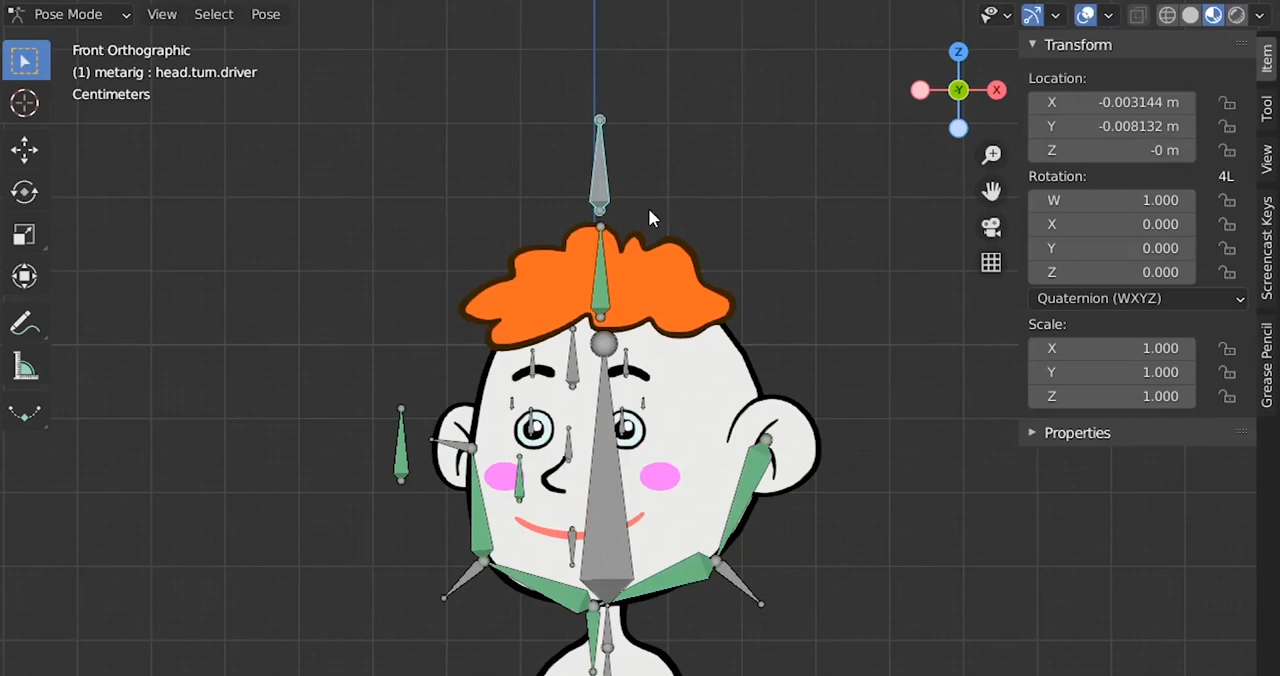 Pose Mode View Select Pose
Front Orthographic
(1) metarig : head.turn.driver
Centimeters
Z
-Y
X
Transform
Location:
X -0.003144 m
Y -0.008132 m
Z -0 m
Rotation: 4L
W 1.000
X 0.000
Y 0.000
Z 0.000
Quaternion (WXYZ)
Scale:
X 1.000
Y 1.000
Z 1.000
Properties
Item
Tool
View
Screencast Keys
Grease Pencil